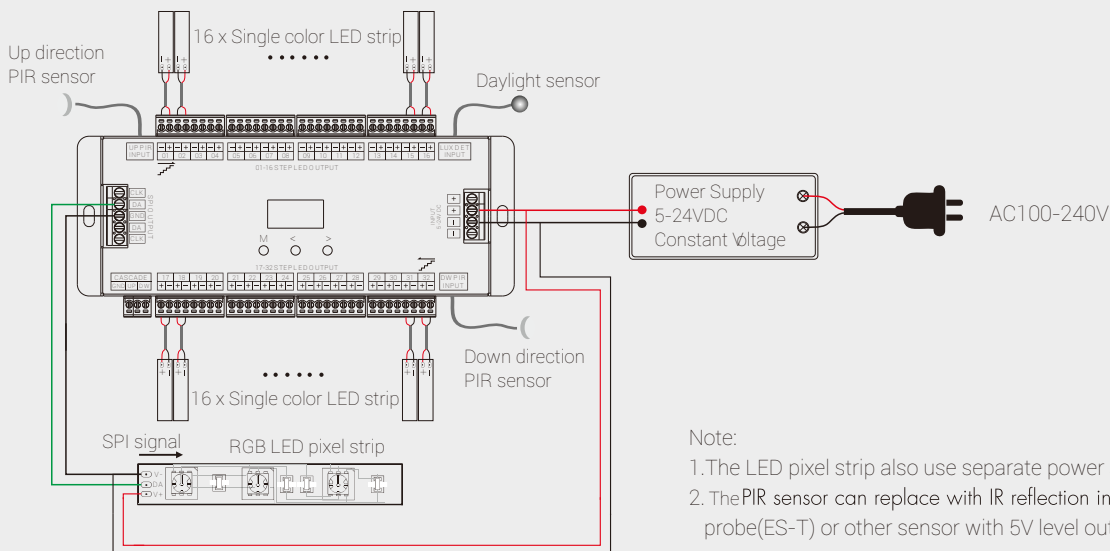 16 x Single color LED strip
Up direction
PIR sensor
Daylight sensor
UP PIR
INPUT
- + - + - + - +
01 02 03 04
- + - + - + - +
05 06 07 08
- + - + - + - +
09 10 11 12
- + - + - + - +
13 14 15 16
LUX DET
INPUT
01-16 STEP LED OUTPUT
CLK
DA
GND
DA
CLK
SPI UTPUT
M < >
+
+
-
-
INPUT
5-24VDC
Power Supply
5-24VDC
Constant Voltage
AC100-240V
17-32 STEP LED OUTPUT
CASCADE
GND UP DW
17 18 19 20
+ - + - + - + -
21 22 23 24
+ - + - + - + -
25 26 27 28
+ - + - + - + -
29 30 31 32
+ - + - + - + -
DW PIR
INPUT
Down direction
PIR sensor
16 x Single color LED strip
SPI signal
RGB LED pixel strip
V-
DA
V+
Note:
1.The LED pixel strip also use separate power
2. The PIR sensor can replace with IR reflection in
probe(ES-T) or other sensor with 5V level out